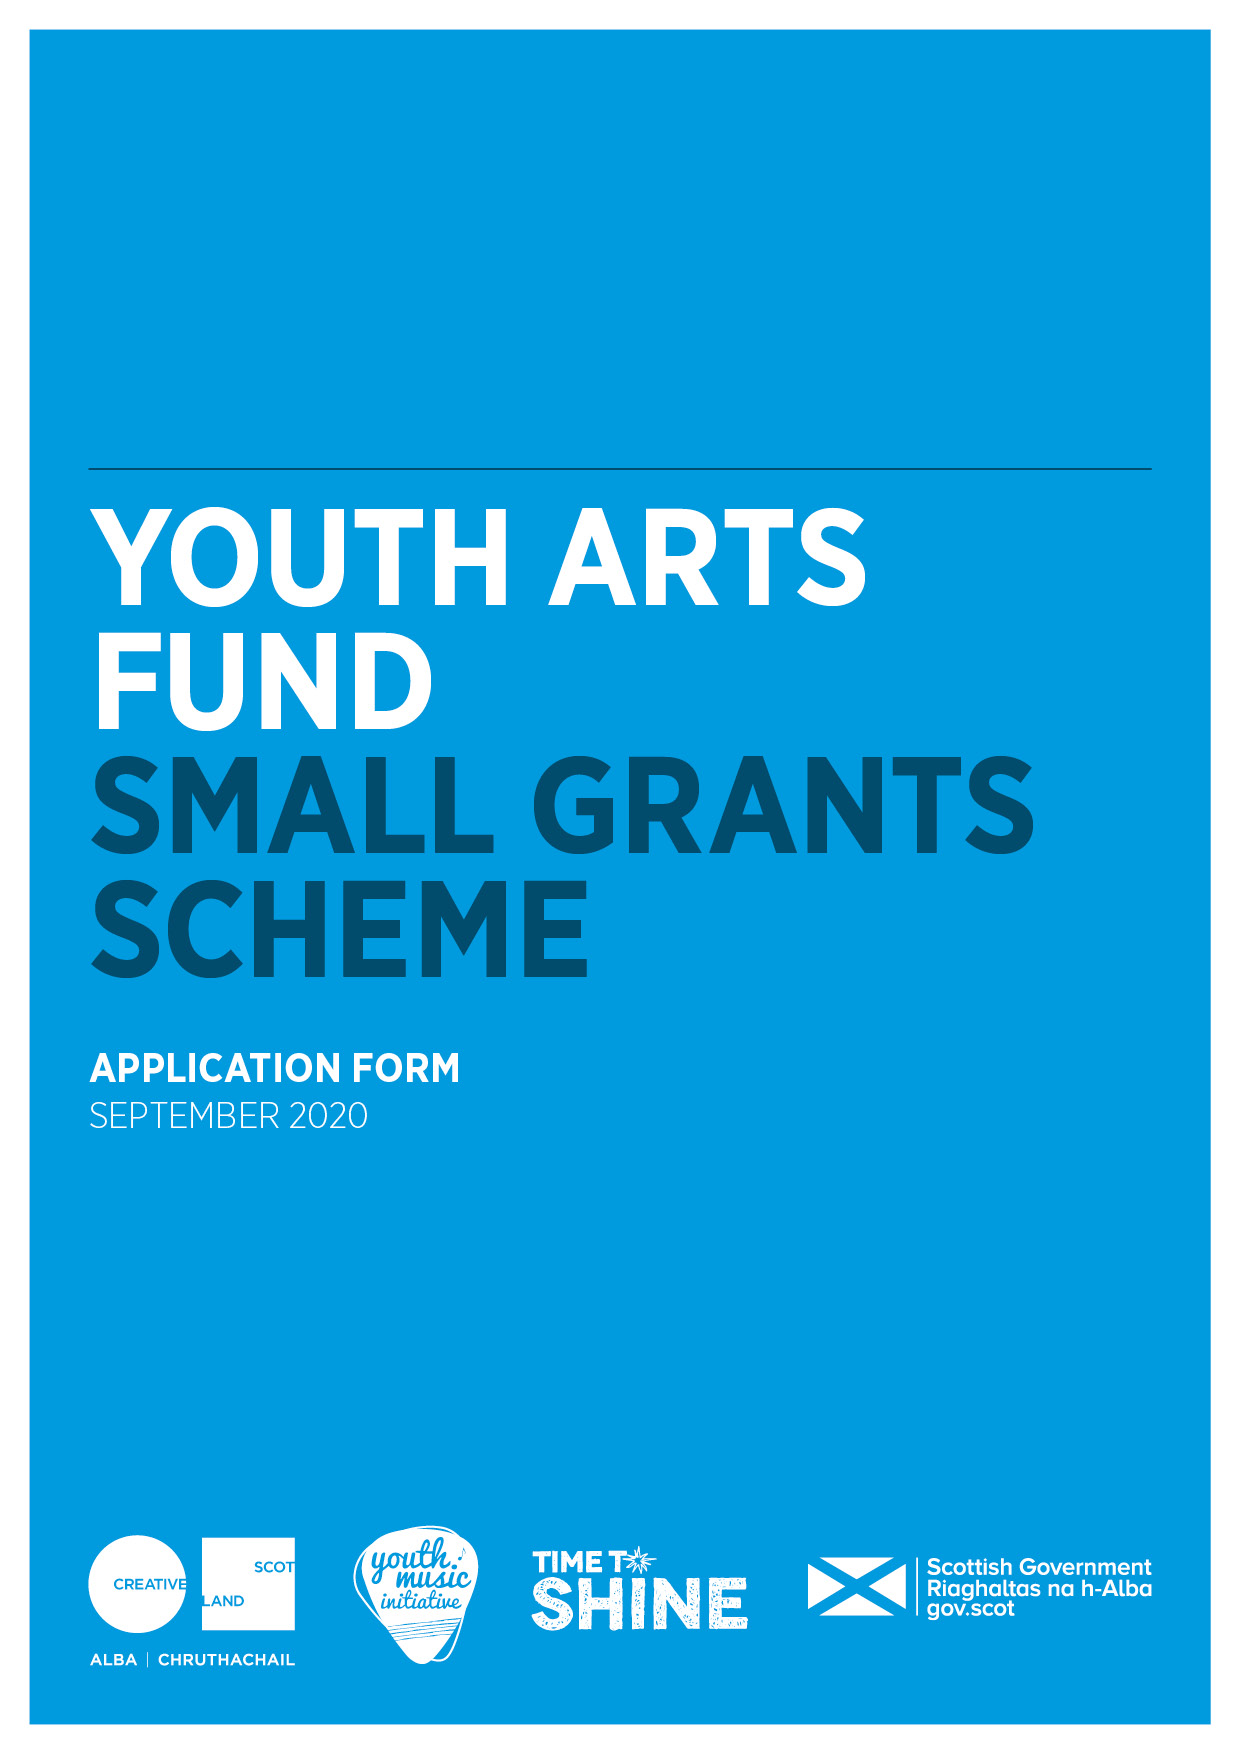 YOUTH ARTS
FUND
SMALL GRANTS
SCHEME
APPLICATION FORM
SEPTEMBER 2020
CREATIVE
SCOT
LAND
ALBA | CHRUTHACHAIL
youth
music
initiative
TIME TO
SHINE
Scottish Government
Riaghaltas na h-Alba
gov.scot